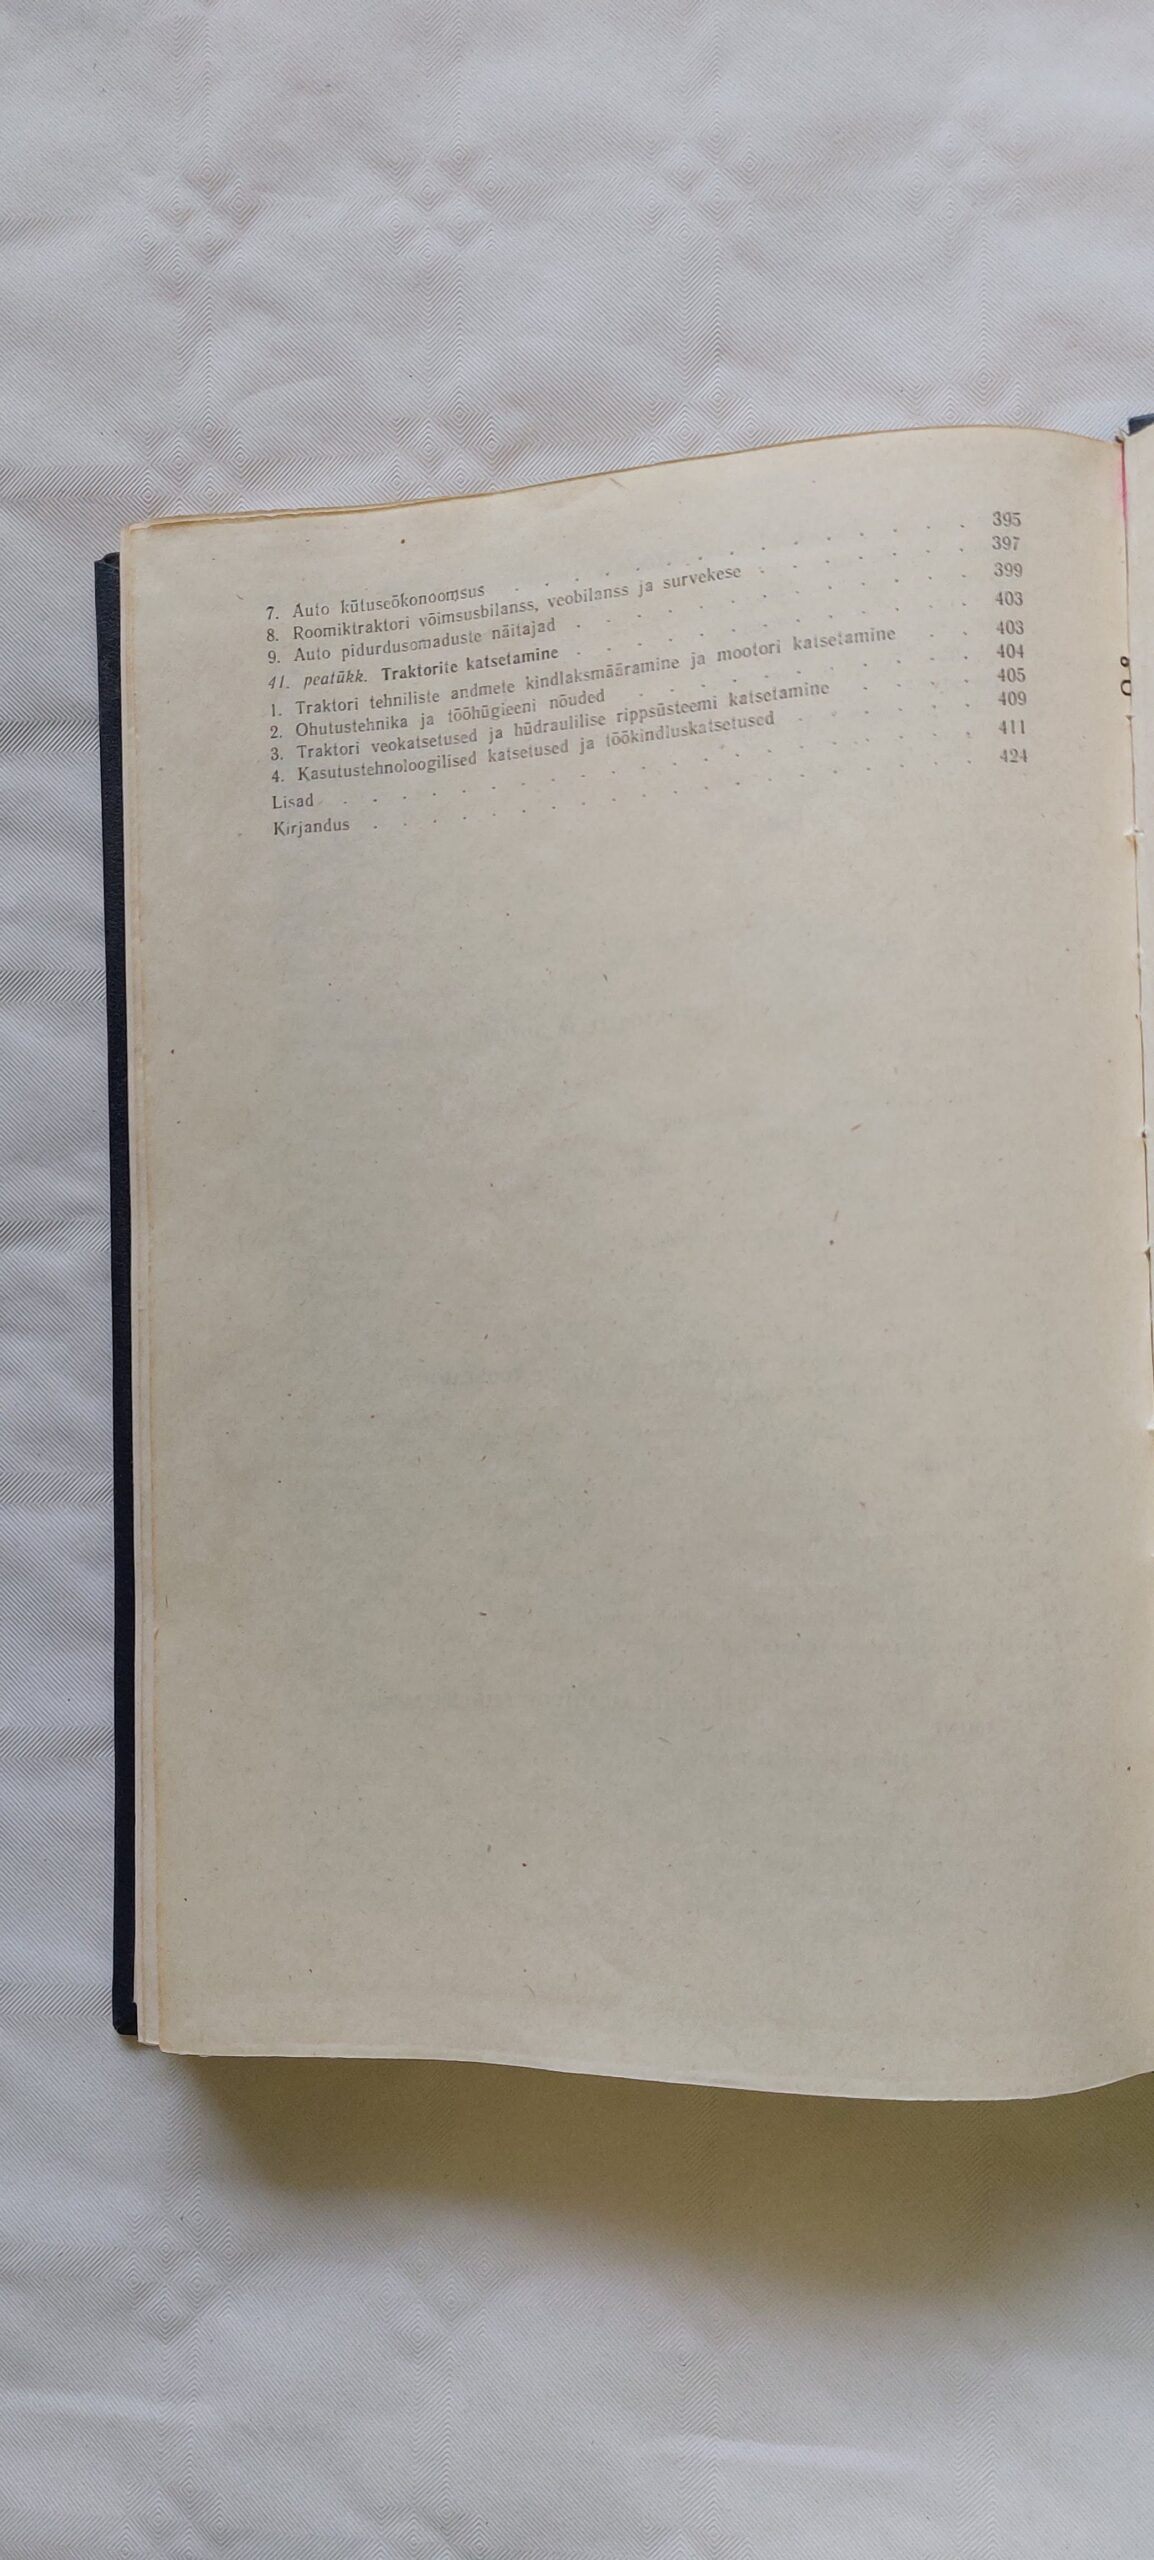 7. Auto kütuseökonoomsus . . . . . . . . . . . . . 395
8. Roomiktraktori võimsusbilanss, veobilanss ja survekese . . . . . . . 397
9. Auto pidurdusomaduste näitajad . . . . . . . . . . . . 399
41. peatükk. Traktorite katsetamine . . . . . . . . . . . . 403
1. Traktori tehniliste andmete kindlaksmääramine ja mootori katsetamine . . 403
2. Ohutustehnika ja tööhügieeni nõuded . . . . . . . . . . 404
3. Traktori veokatsetused ja hüdraulilise rippsüsteemi katsetamine . . . . 405
4. Kasutustehnoloogilised katsetused ja töökindluskatsetused . . . . . 409
Lisad . . . . . . . . . . . . . . . . . . . . 411
Kirjandus . . . . . . . . . . . . . . . . . . . 424